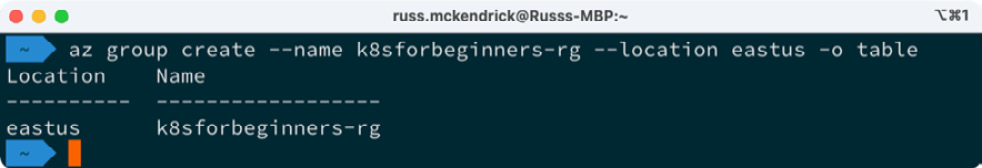 russ.mckendrick@Russs-MBP:~
⌥⌘1
~ az group create --name k8sforbeginners-rg --location eastus -o table
Location    Name
----------  ------------------
eastus      k8sforbeginners-rg
~